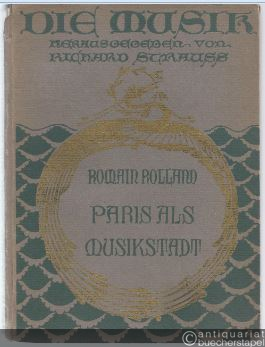 DIE MUSIK
HERAUSGEGEBEN VON
RICHARD STRAUSS
ROMAIN ROLLAND
PARIS ALS
MUSIKSTADT
antiquariat
buecherstapel